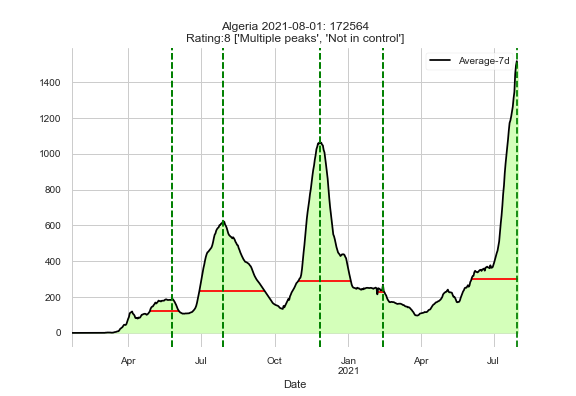 Algeria 2021-08-01: 172564
Rating:8 ['Multiple peaks', 'Not in control']
Average-7d
1400
1200
1000
800
600
400
200
0
Apr Jul Oct Jan Apr Jul
2021
Date